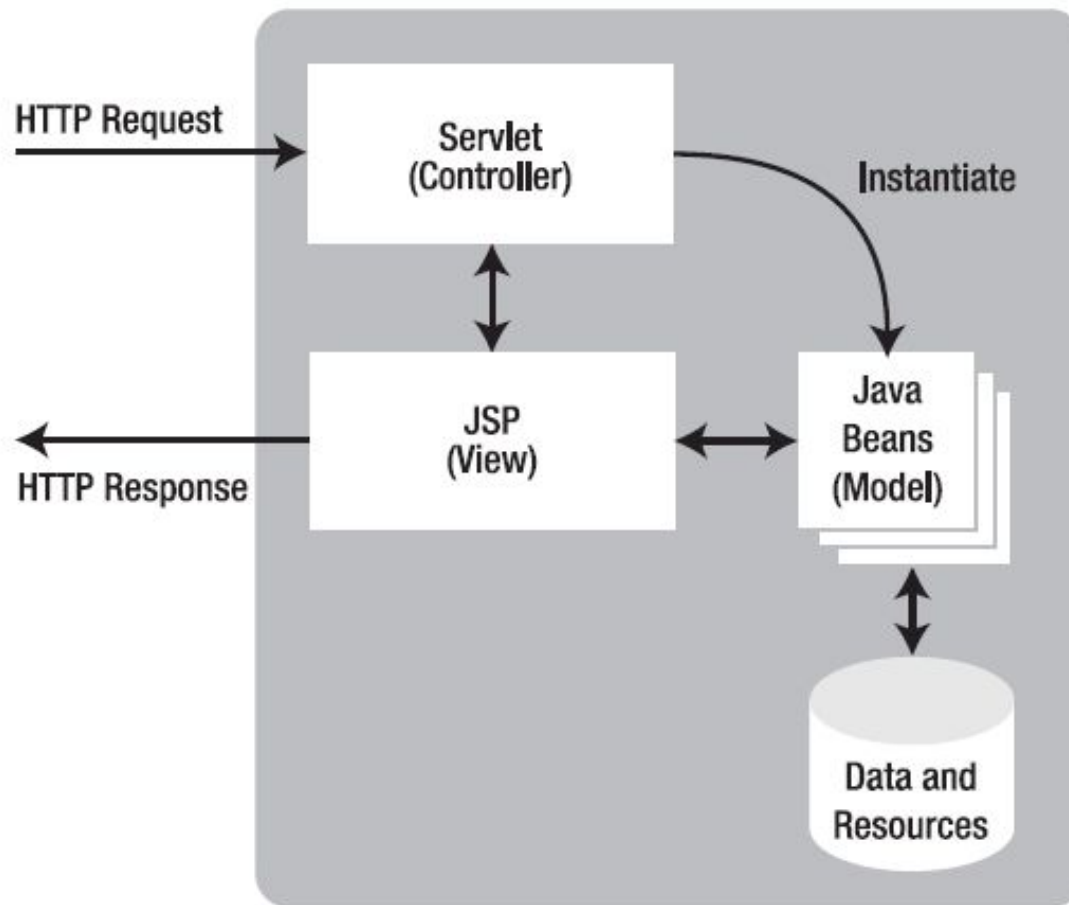 HTTP Request
Servlet
(Controller)
Instantiate
JSP
(View)
Java
Beans
(Model)
HTTP Response
Data and
Resources